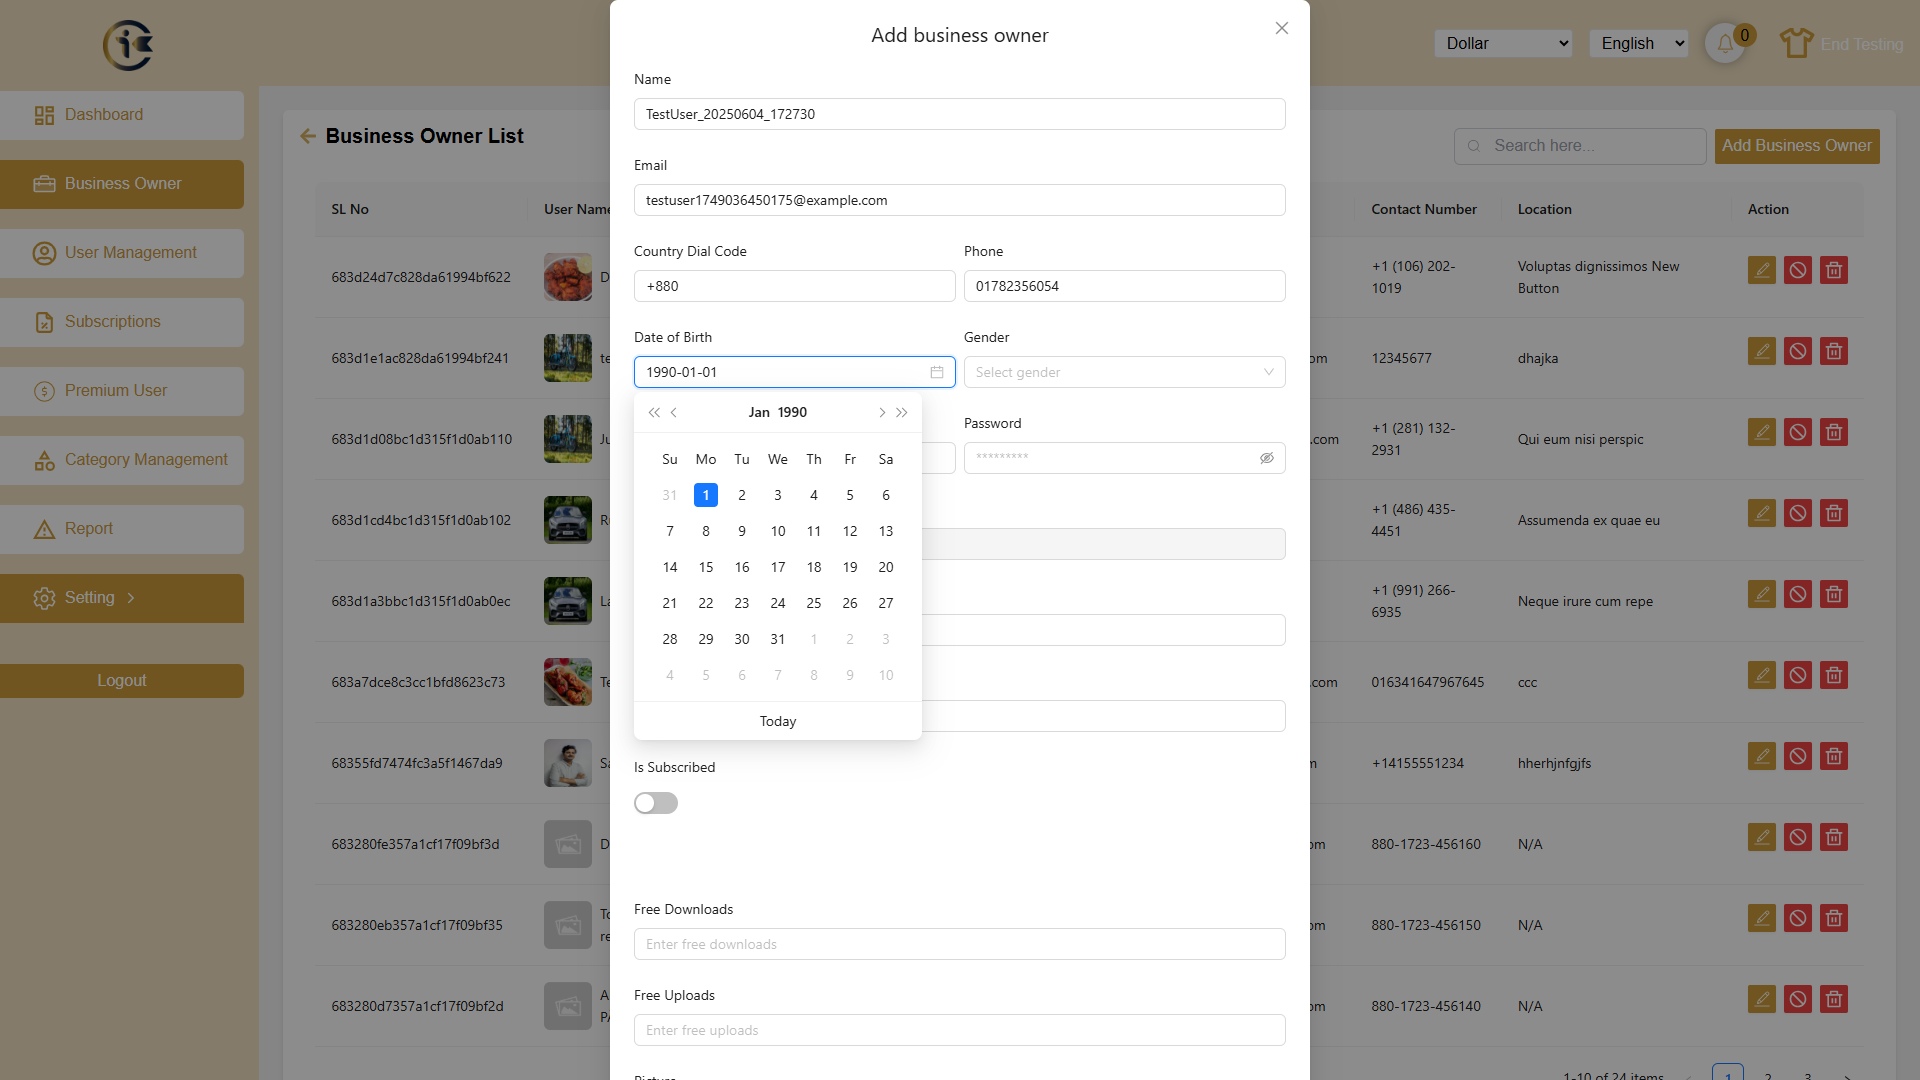 Add business owner
Dollar
English
0
End Testing
Dashboard
Business Owner
User Management
Subscriptions
Premium User
Category Management
Report
Setting
Logout
Business Owner List
Search here...
Add Business Owner
SL No
User Name
Contact Number
Location
Action
683d24d7c828da61994bf622
D
+1 (106) 202-
1019
Voluptas dignissimos New
Button
683d1e1ac828da61994bf241
te
om
12345677
dhajka
683d1d08bc1d315f1d0ab110
Ju
.com
+1 (281) 132-
2931
Qui eum nisi perspic
683d1cd4bc1d315f1d0ab102
+1 (486) 435-
4451
Assumenda ex quae eu
683d1a3bbc1d315f1d0ab0ec
La
+1 (991) 266-
6935
Neque irure cum repe
683a7dce8c3cc1bfd8623c73
Te
.com
016341647967645
ccc
68355fd7474fc3a5f1467da9
Sa
+14155551234
hherhjnfgjfs
683280fe357a1cf17f09bf3d
D
om
880-1723-456160
N/A
683280eb357a1cf17f09bf35
To
re
om
880-1723-456150
N/A
683280d7357a1cf17f09bf2d
A
PA
om
880-1723-456140
N/A
1-10 of 24 items
1
2
3
Name
TestUser_20250604_172730
Email
testuser1749036450175@example.com
Country Dial Code
Phone
+880
01782356054
Date of Birth
Gender
1990-01-01
Select gender
Password
*********
Jan 1990
Su Mo Tu We Th Fr Sa
31 1 2 3 4 5 6
7 8 9 10 11 12 13
14 15 16 17 18 19 20
21 22 23 24 25 26 27
28 29 30 31 1 2 3
4 5 6 7 8 9 10
Today
Is Subscribed
Free Downloads
Enter free downloads
Free Uploads
Enter free uploads
Picture